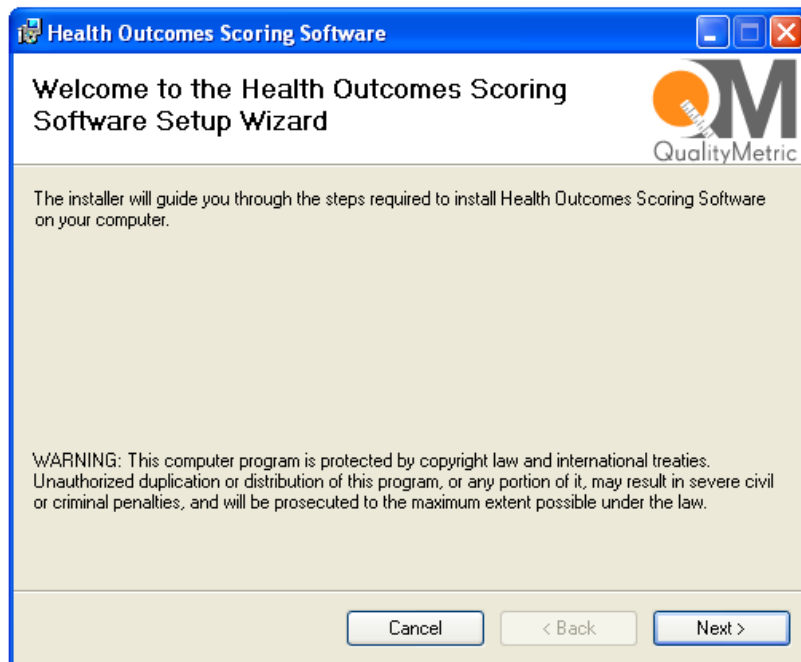 Health Outcomes Scoring Software
Welcome to the Health Outcomes Scoring
Software Setup Wizard
QM
QualityMetric
The installer will guide you through the steps required to install Health Outcomes Scoring Software
on your computer.
WARNING: This computer program is protected by copyright law and international treaties.
Unauthorized duplication or distribution of this program, or any portion of it, may result in severe civil
or criminal penalties, and will be prosecuted to the maximum extent possible under the law.
Cancel
< Back
Next >